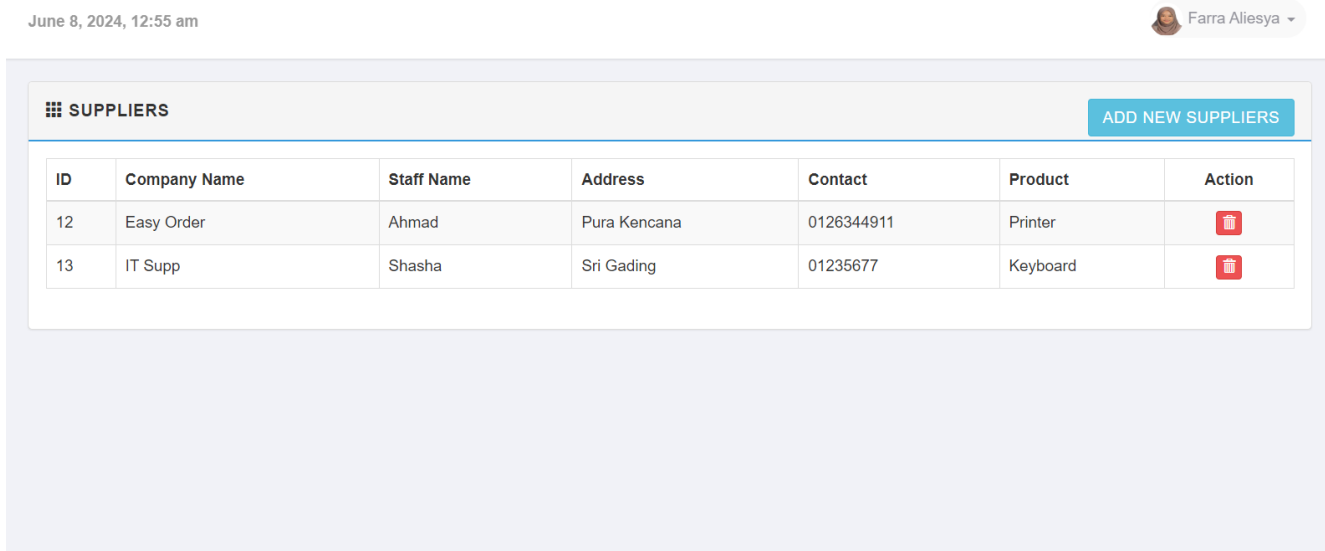 June 8, 2024, 12:55 am
Farra Aliesya
SUPPLIERS
ADD NEW SUPPLIERS
ID Company Name Staff Name Address Contact Product Action
12 Easy Order Ahmad Pura Kencana 0126344911 Printer
13 IT Supp Shasha Sri Gading 01235677 Keyboard